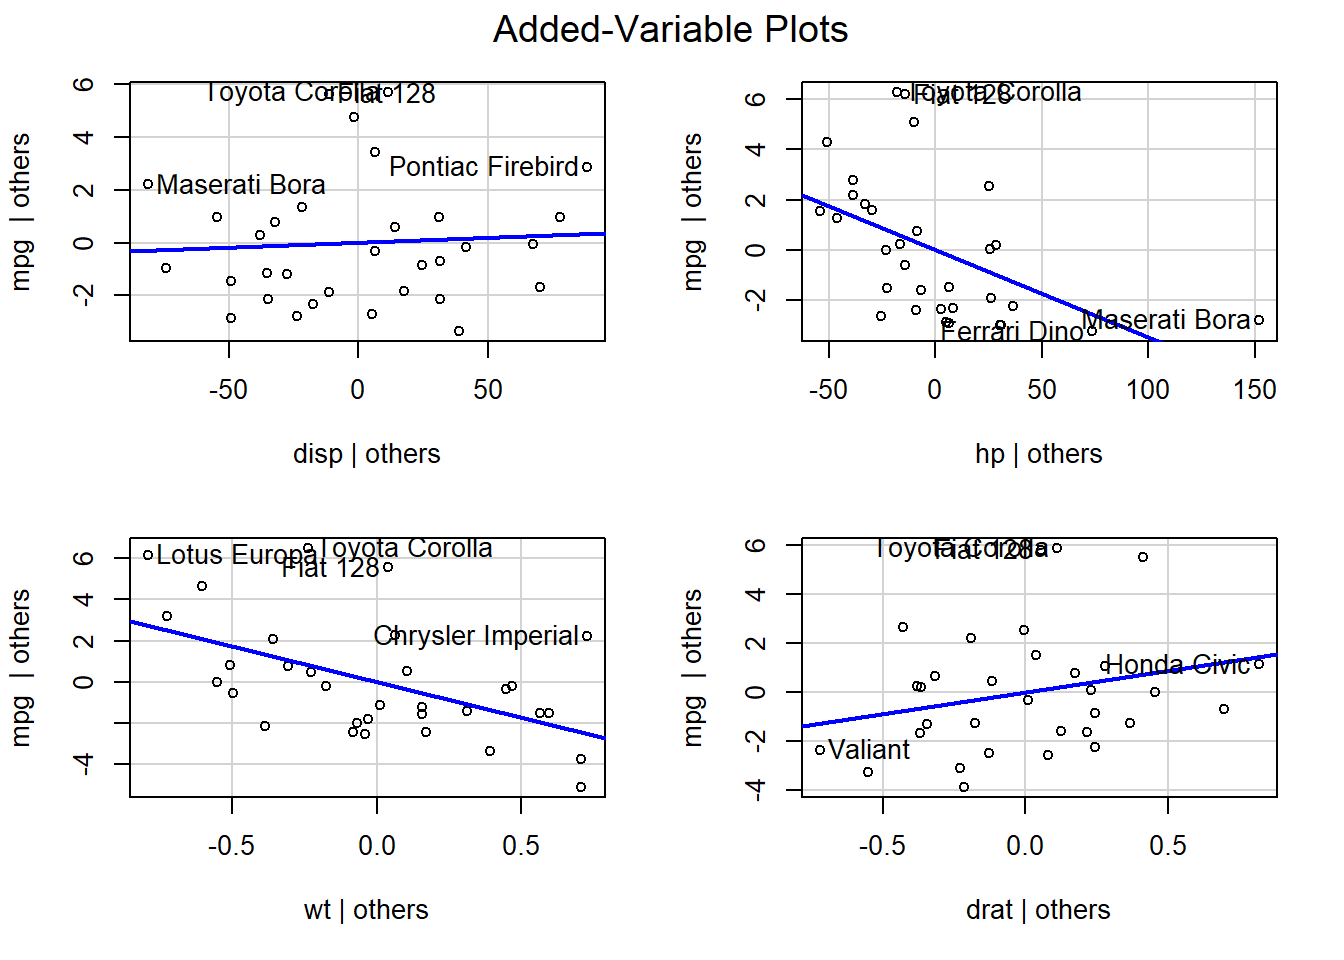 Added-Variable Plots
6
4
2
0
-2
mpg | others
Toyota Corolla
Fiat 128
Pontiac Firebird
Maserati Bora
-50
0
50
disp | others
6
4
2
0
-2
mpg | others
Toyota Corolla
Fiat 128
Maserati Bora
Ferrari Dino
-50
0
50
100
150
hp | others
6
4
2
0
-4
mpg | others
Lotus Europa
Toyota Corolla
Fiat 128
Chrysler Imperial
-0.5
0.0
0.5
wt | others
6
4
2
0
-2
-4
mpg | others
Toyota Corolla
Fiat 128
Honda Civic
Valiant
-0.5
0.0
0.5
drat | others